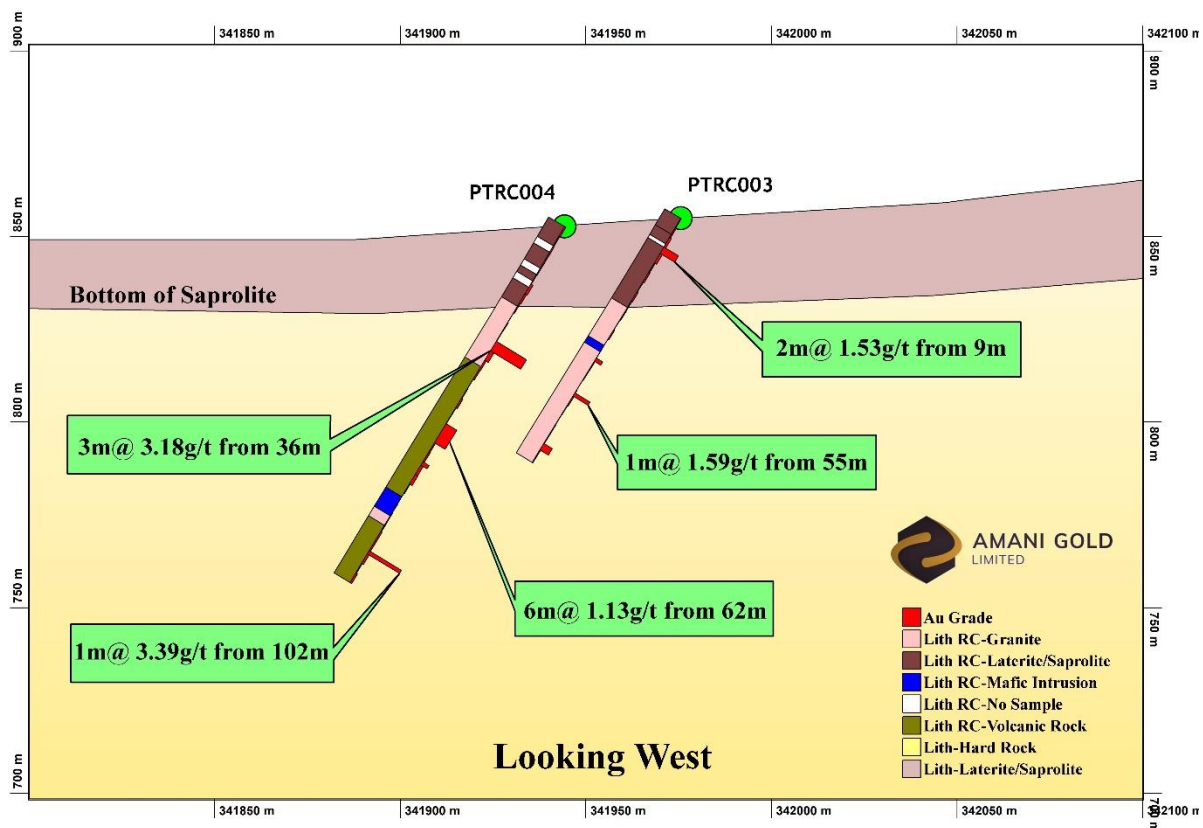 341850 m
341900 m
341950 m
342000 m
342050 m
342100 m
900 m
900 m
PTRC004
PTRC003
850 m
850 m
Bottom of Saprolite
2m@ 1.53g/t from 9m
800 m
800 m
3m@ 3.18g/t from 36m
1m@ 1.59g/t from 55m
AMANI GOLD
LIMITED
750 m
750 m
6m@ 1.13g/t from 62m
1m@ 3.39g/t from 102m
Au Grade
Lith RC-Granite
Lith RC-Laterite/Saprolite
Lith RC-Mafic Intrusion
Lith RC-No Sample
Lith RC-Volcanic Rock
Lith-Hard Rock
Lith-Laterite/Saprolite
Looking West
700 m
700 m
341850 m
341900 m
341950 m
342000 m
342050 m
342100 m